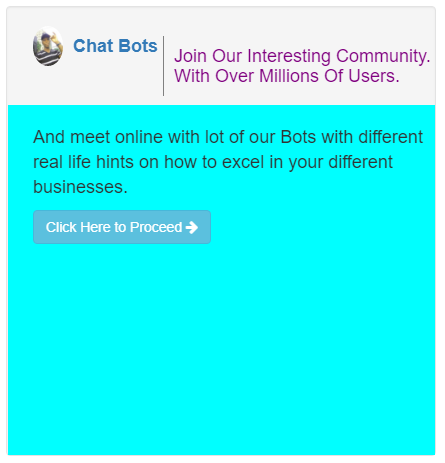 Chat Bots
Join Our Interesting Community.
With Over Millions Of Users.
And meet online with lot of our Bots with different
real life hints on how to excel in your different
businesses.
Click Here to Proceed